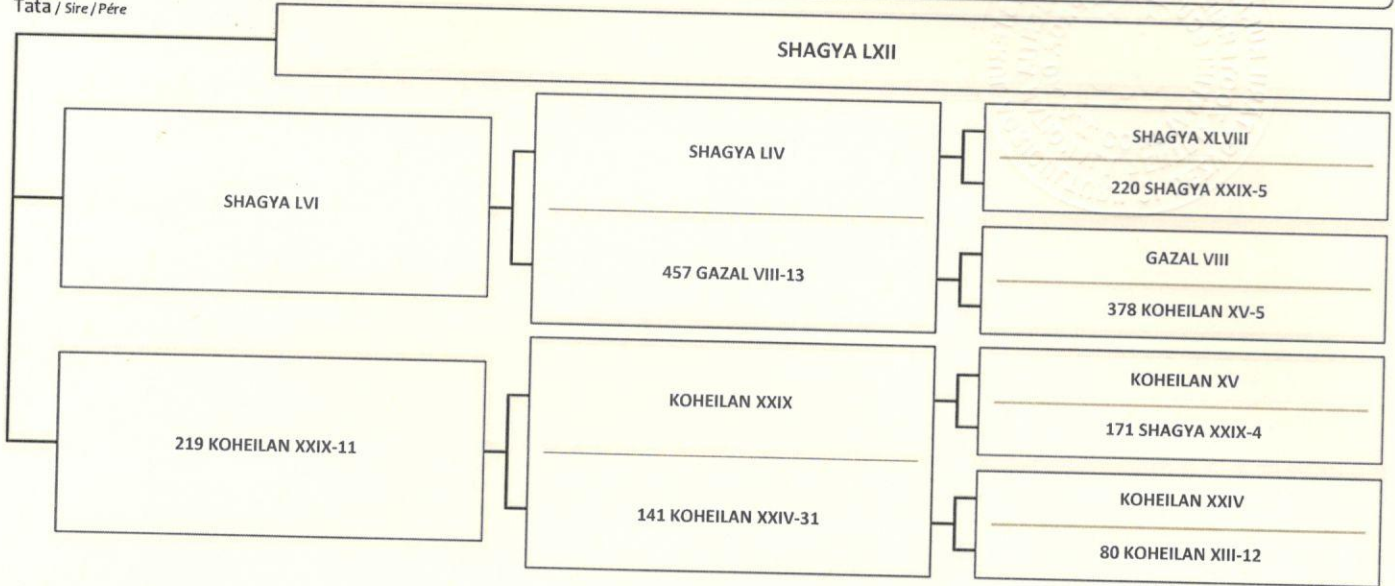 Tata / Sire / Pére
SHAGYA LXII
SHAGYA LVI
SHAGYA LIV
457 GAZAL VIII-13
SHAGYA XLVIII
220 SHAGYA XXIX-5
GAZAL VIII
378 KOHEILAN XV-5
219 KOHEILAN XXIX-11
KOHEILAN XXIX
141 KOHEILAN XXIV-31
KOHEILAN XV
171 SHAGYA XXIX-4
KOHEILAN XXIV
80 KOHEILAN XIII-12